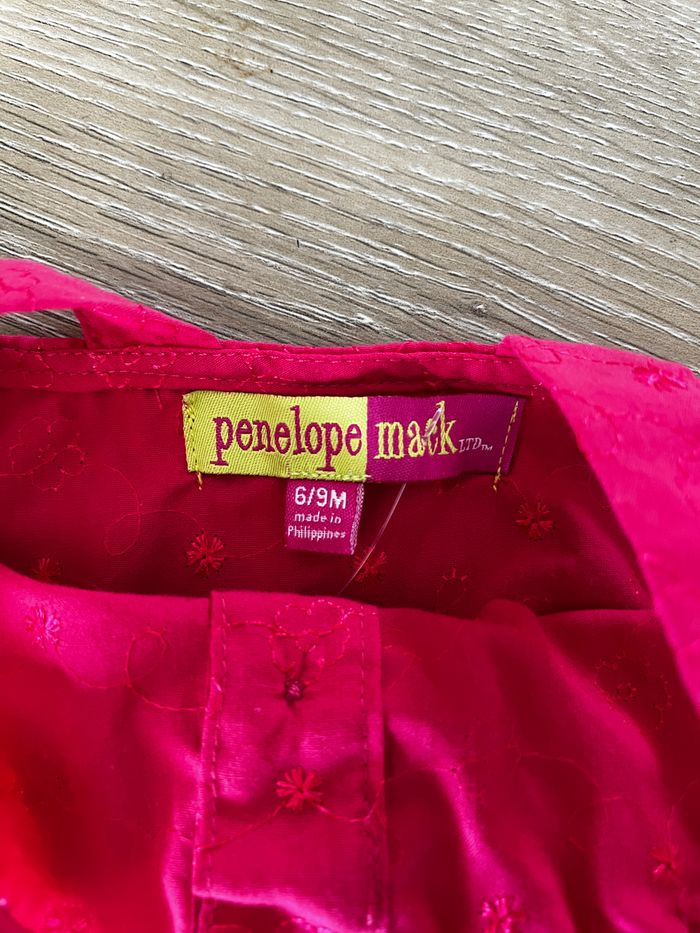 penelope mack LTD™
6/9M
made in
Philippines